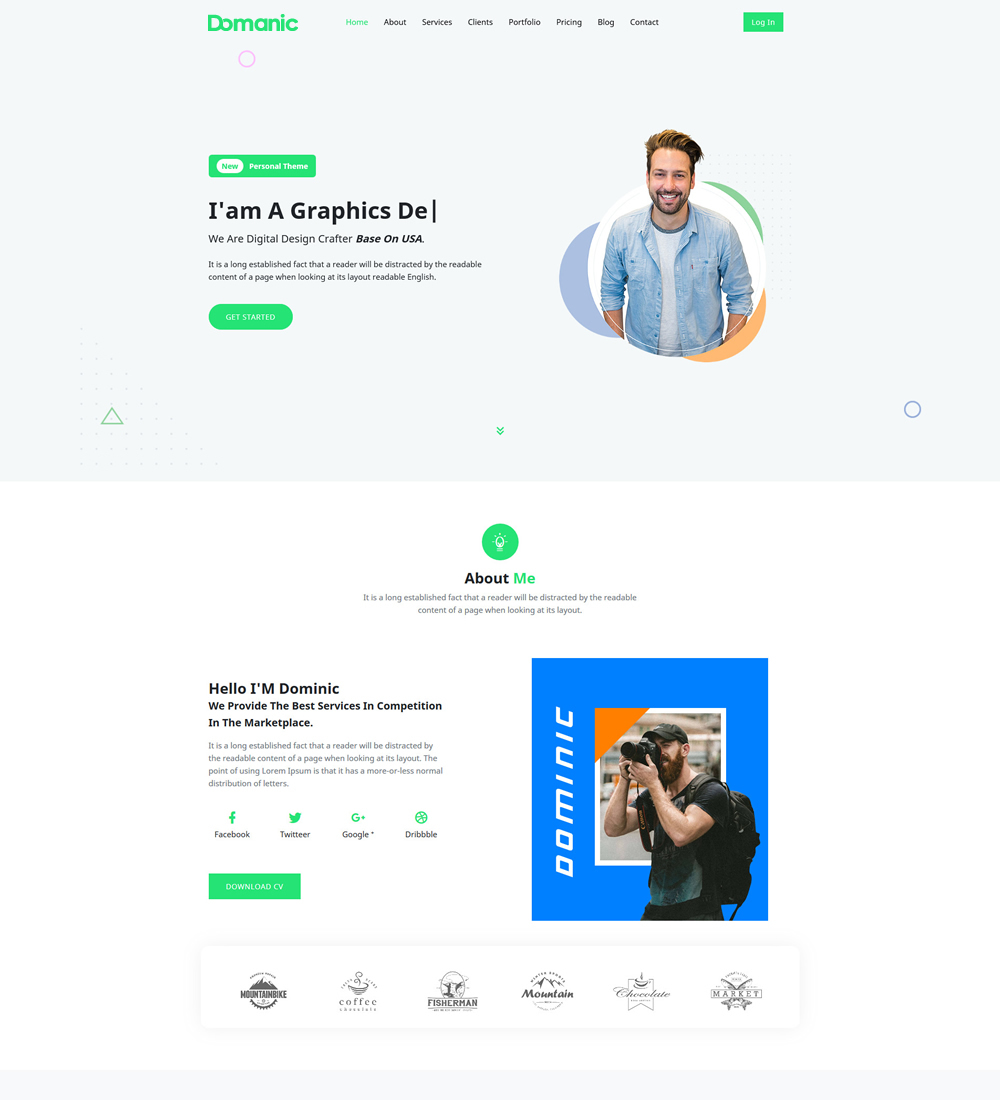 Domanic
Home About Services Clients Portfolio Pricing Blog Contact
Log In
New Personal Theme
I'am A Graphics De|
We Are Digital Design Crafter Base On USA.
It is a long established fact that a reader will be distracted by the readable
content of a page when looking at its layout readable English.
GET STARTED
About Me
It is a long established fact that a reader will be distracted by the readable
content of a page when looking at its layout.
Hello I'M Dominic
We Provide The Best Services In Competition
In The Marketplace.
It is a long established fact that a reader will be distracted by
the readable content of a page when looking at its layout. The
point of using Lorem Ipsum is that it has a more-or-less normal
distribution of letters.
Facebook Twitteer Google + Dribbble
DOWNLOAD CV
DOMINIC
MOUNTAINBIKE
coffee
FISHERMAN
Mountain
Chocolate
MARKET